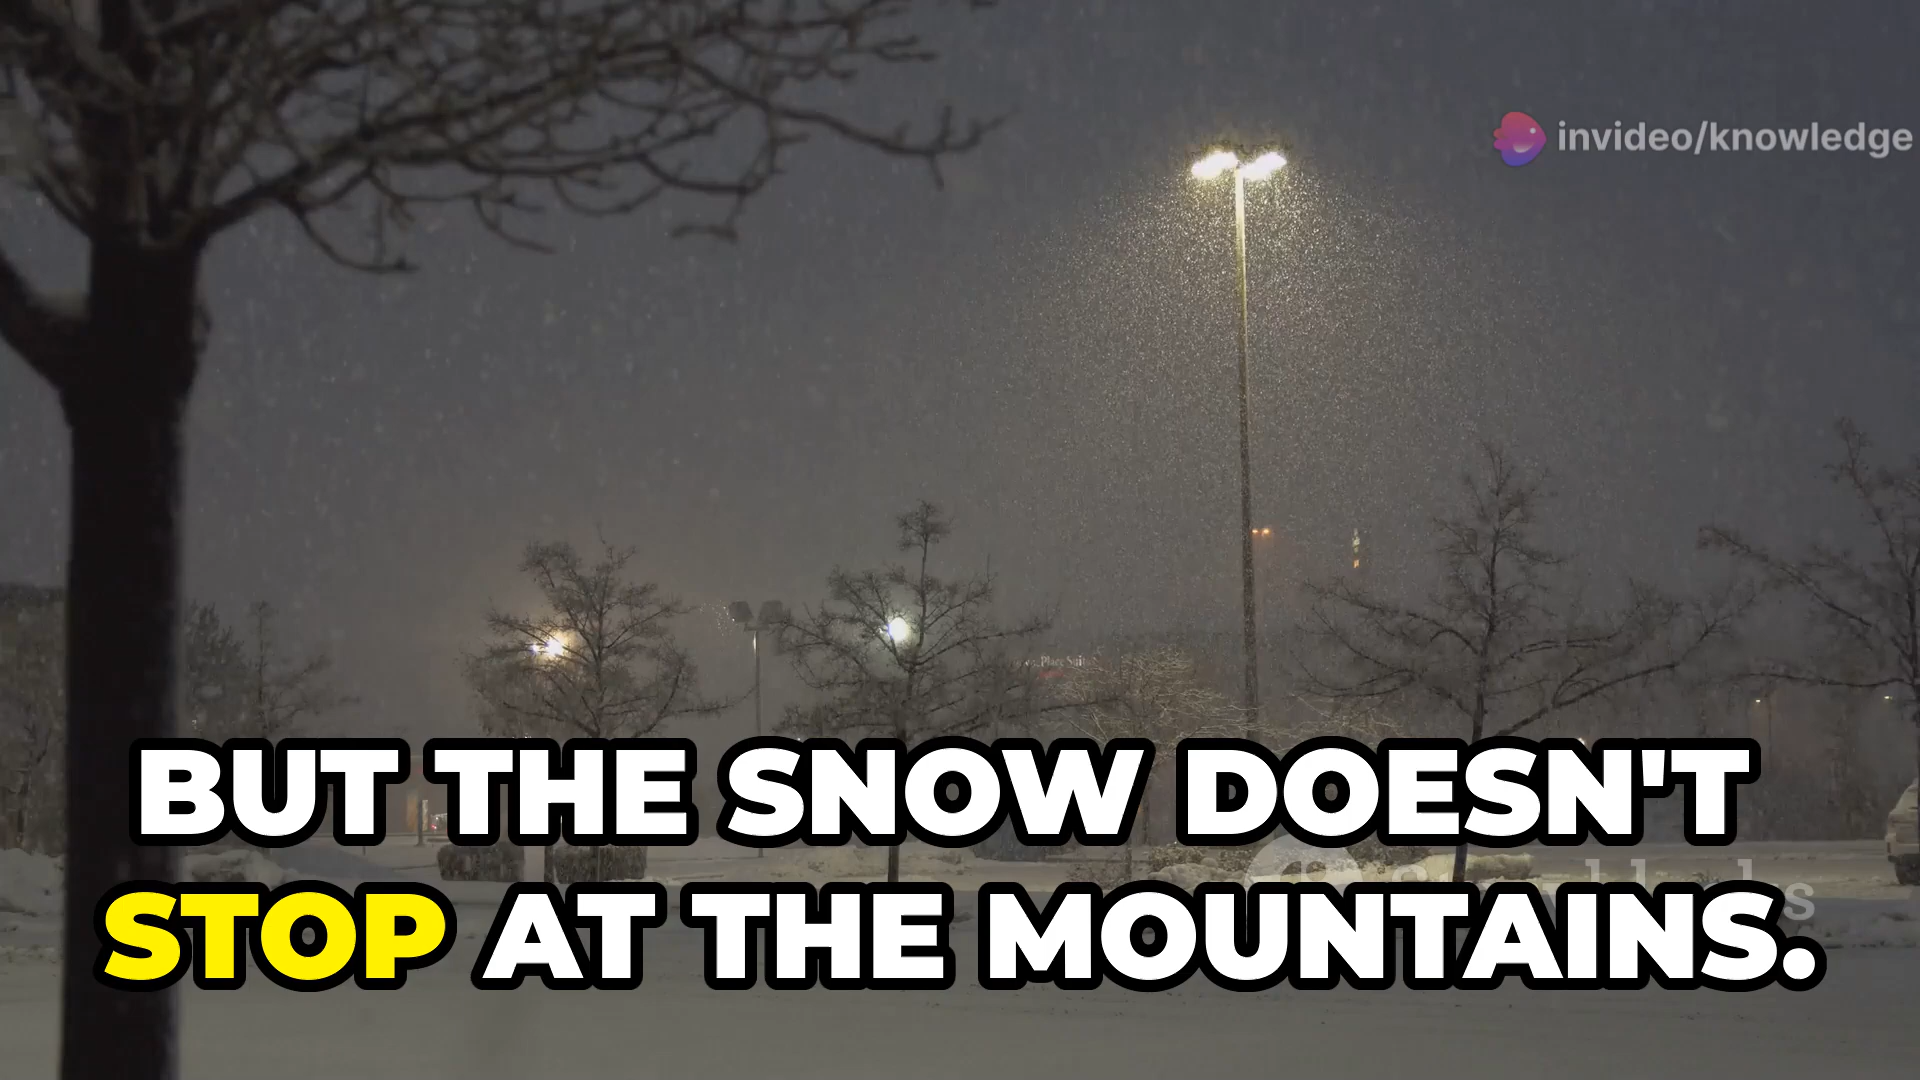 invideo/knowledge
BUT THE SNOW DOESN'T
STOP AT THE MOUNTAINS.